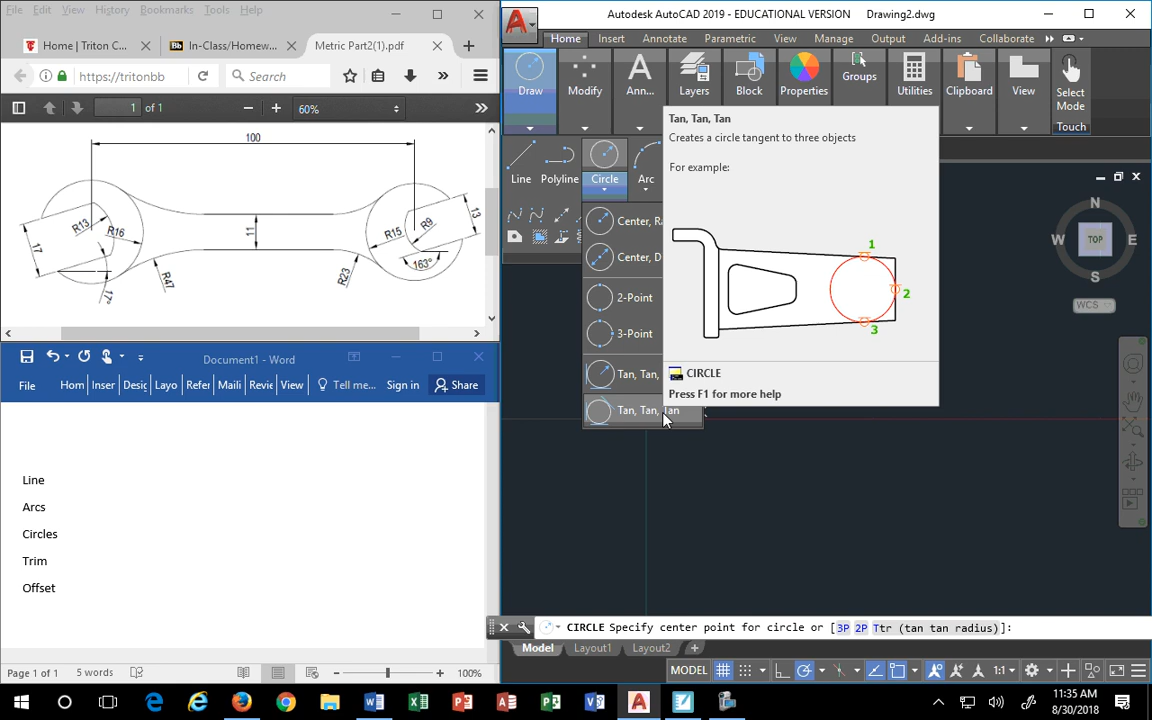 File Edit View History Bookmarks Tools Help
Home | Triton C...
In-Class/Homew...
Metric Part2(1).pdf
https://tritonbb
Search
1 of 1
60%
100
R13
R16
17
17°
R47
11
R23
R15
R9
13
163°
Document1 - Word
File Hom Inser Desig Layo Refer Maili Revie View Tell me... Sign in Share
Line
Arcs
Circles
Trim
Offset
Page 1 of 1 5 words 100%
Autodesk AutoCAD 2019 - EDUCATIONAL VERSION Drawing2.dwg
Home Insert Annotate Parametric View Manage Output Add-ins Collaborate
Draw Modify Ann... Layers Block Properties Groups Utilities Clipboard View Select Mode
Touch
Line Polyline Circle Arc
Center, Ra
Center, D
2-Point
3-Point
Tan, Tan,
Tan, Tan, Tan
Tan, Tan, Tan
Creates a circle tangent to three objects
For example:
1
2
3
CIRCLE
Press F1 for more help
N
W TOP E
S
WCS
CIRCLE Specify center point for circle or [3P 2P Ttr (tan tan radius)]:
Model Layout1 Layout2
MODEL 1:1
11:35 AM
8/30/2018